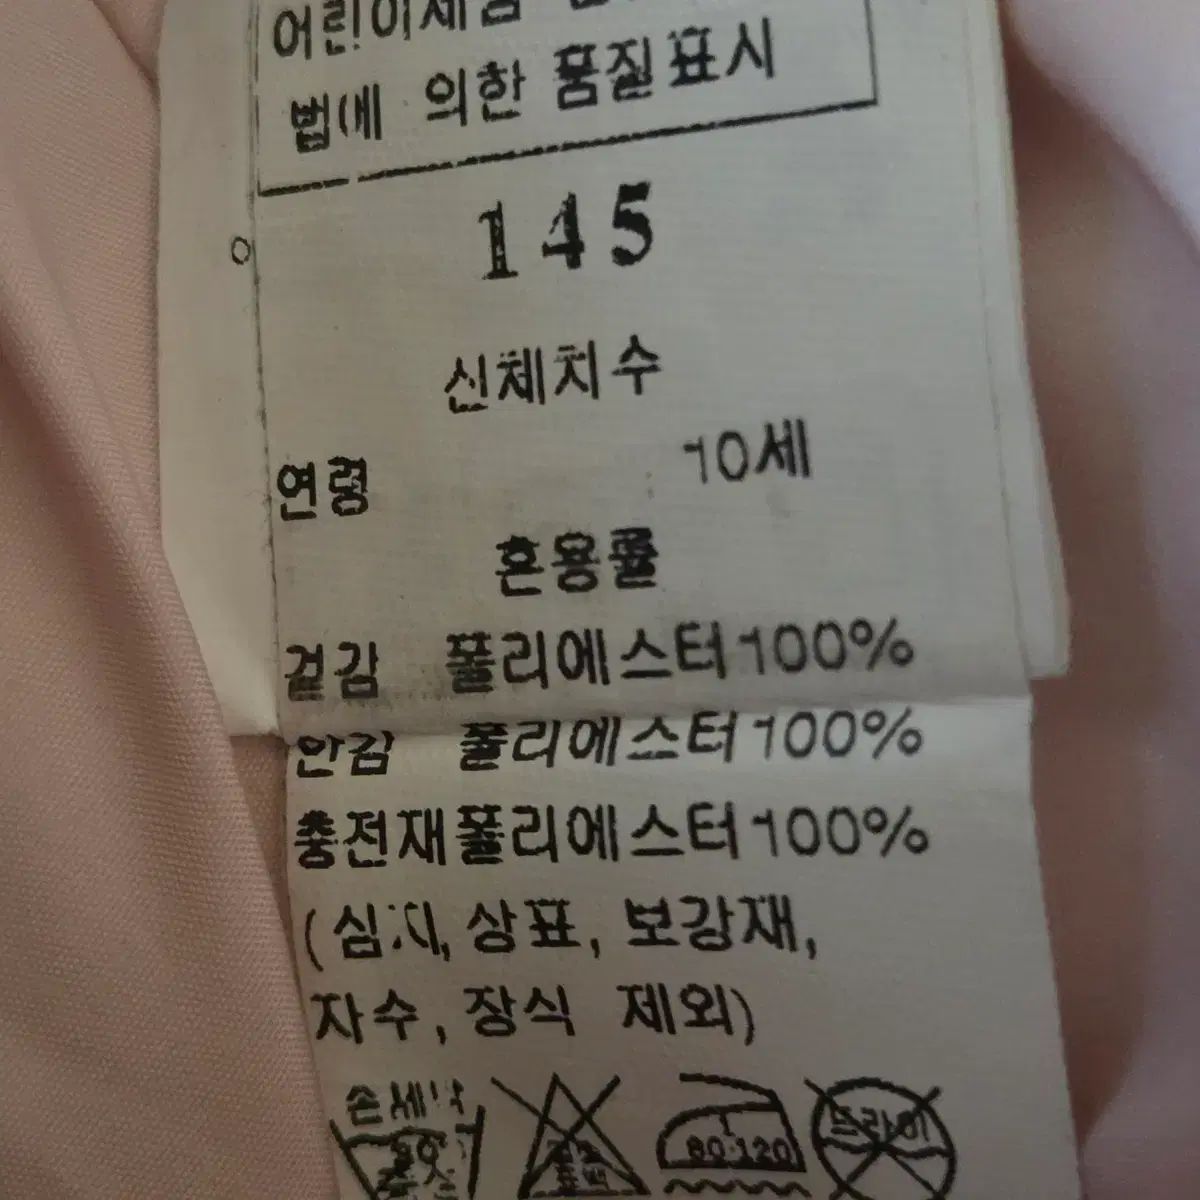 어린이제품
법에 의한 품질표시
145
신체치수
연령 10세
혼용률
겉감 폴리에스터100%
안감 폴리에스터100%
충전재폴리에스터100%
(심지, 상표, 보강재,
자수, 장식 제외)
손세탁
80-120
드라이